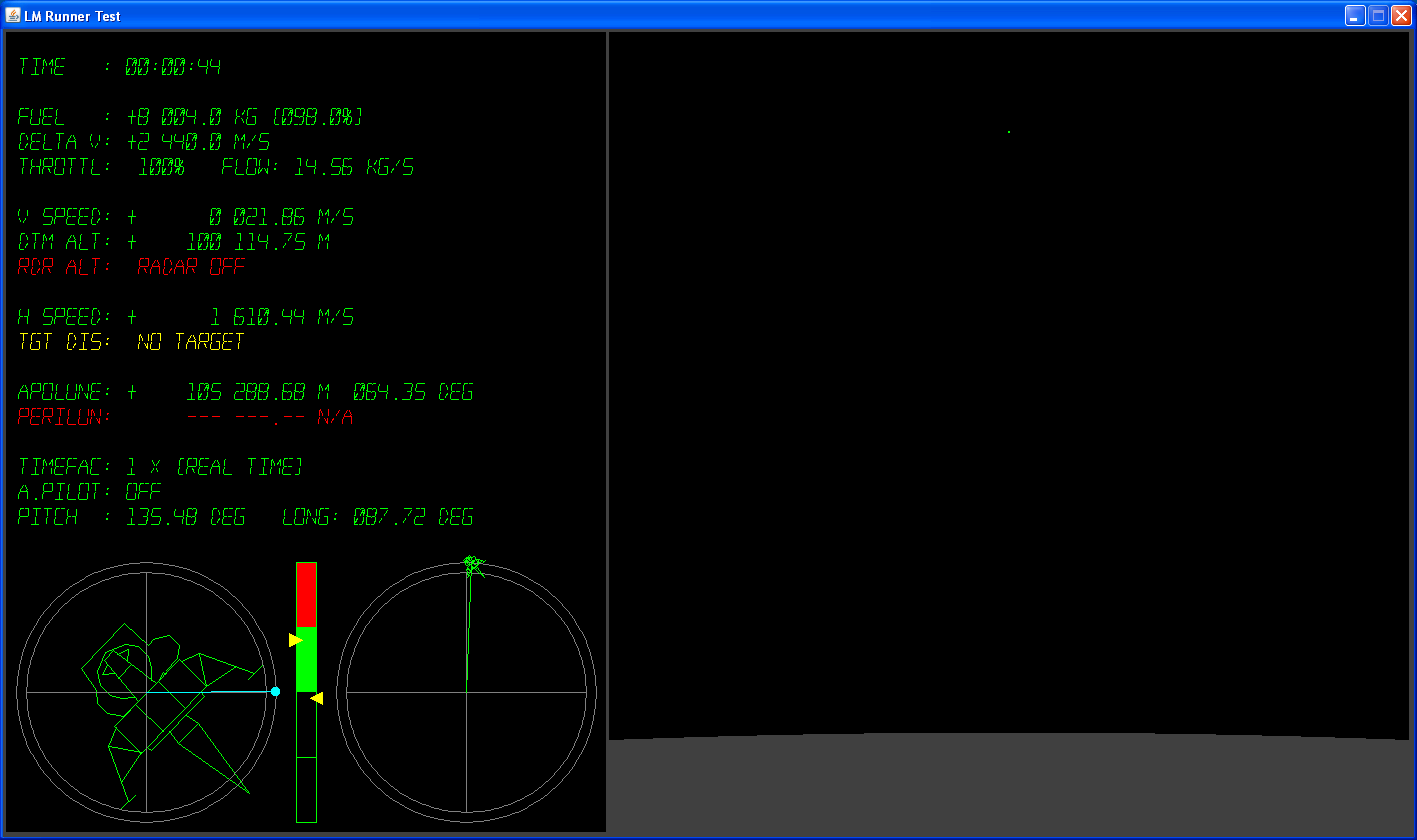 LM Runner Test
TIME : 00:00:44
FUEL : +8 004.0 KG [098.0%]
DELTA V: +2 440.0 M/S
THROTTL: 100% FLOW: 14.56 KG/S
V SPEED: + 0 021.86 M/S
DTM ALT: + 100 114.75 M
RDR ALT: RADAR OFF
H SPEED: + 1 610.44 M/S
TGT DIS: NO TARGET
APOLUNE: + 105 288.68 M 064.35 DEG
PERILUN: --- ---.-- N/A
TIMEFAC: 1 X [REAL TIME]
A.PILOT: OFF
PITCH : 135.48 DEG LONG: 087.72 DEG